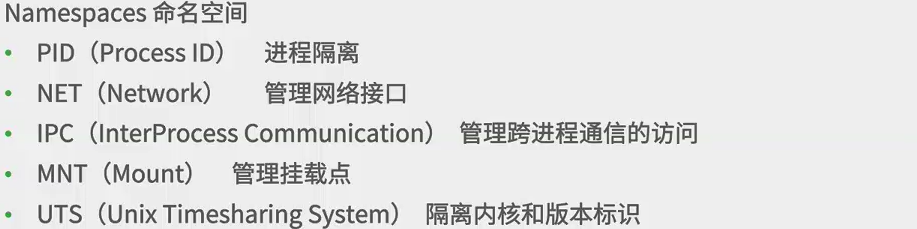 Namespaces 命名空间
• PID（Process ID） 进程隔离
• NET（Network） 管理网络接口
• IPC（InterProcess Communication） 管理跨进程通信的访问
• MNT（Mount） 管理挂载点
• UTS（Unix Timesharing System） 隔离内核和版本标识